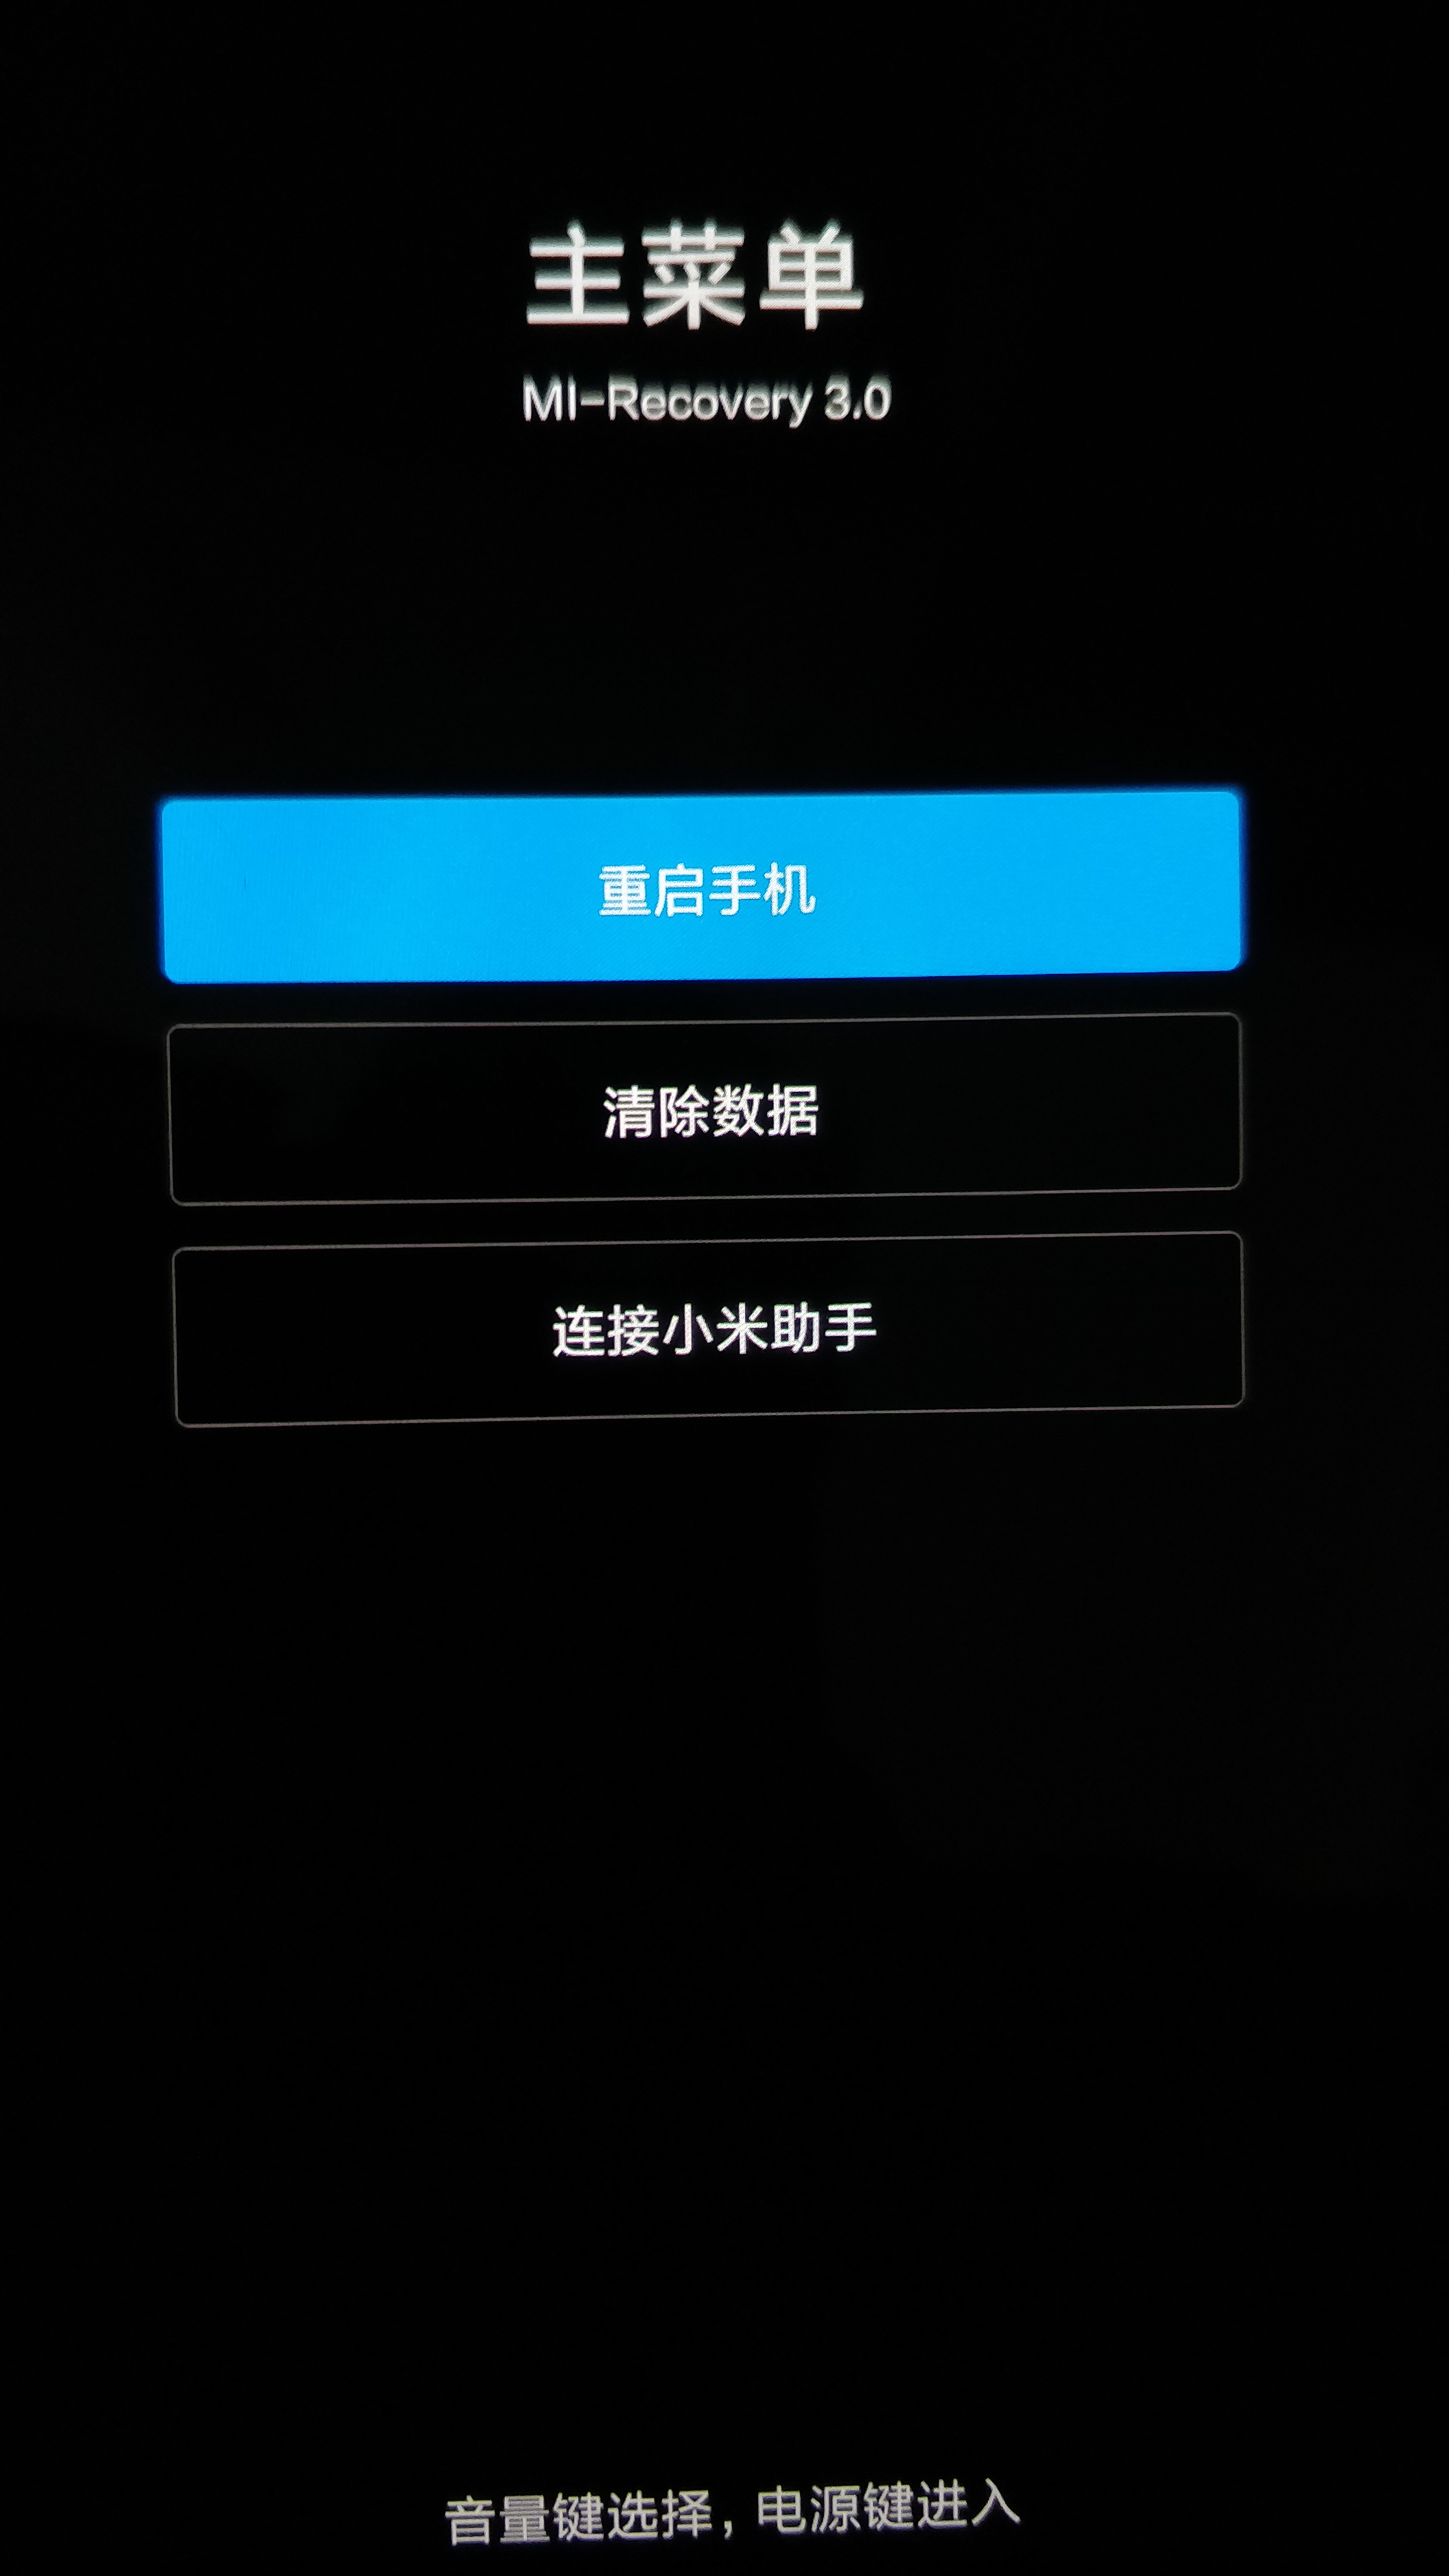 主菜单
MI-Recovery 3.0
重启手机
清除数据
连接小米助手
音量键选择，电源键进入